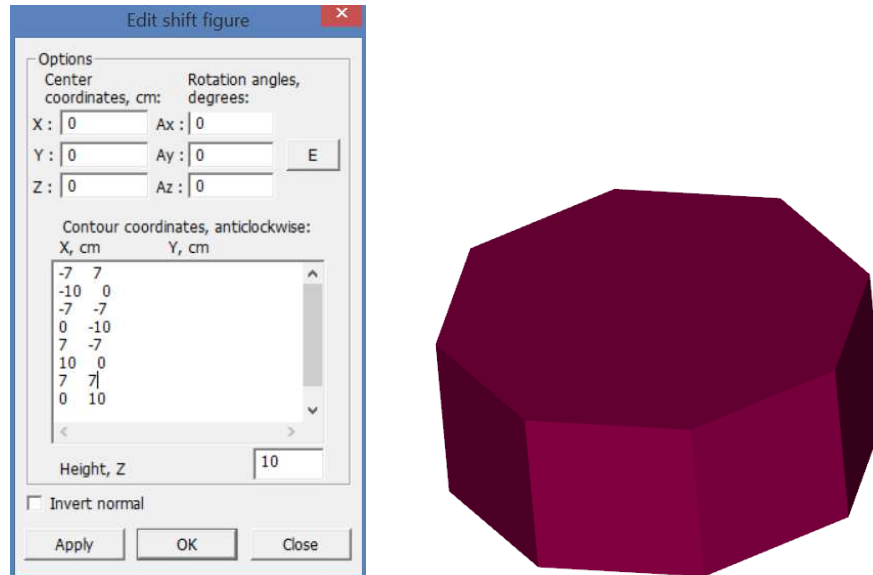 Edit shift figure
Options
Center coordinates, cm:
Rotation angles, degrees:
X : 0 Ax : 0
Y : 0 Ay : 0 E
Z : 0 Az : 0
Contour coordinates, anticlockwise:
X, cm Y, cm
-7 7
-10 0
-7 -7
0 -10
7 -7
10 0
7 7
0 10
Height, Z 10
Invert normal
Apply OK Close